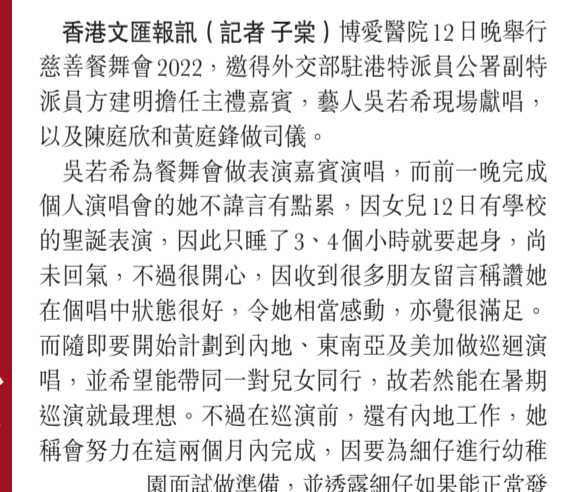 香港文匯報訊（記者 子棠）博愛醫院12日晚舉行
慈善餐舞會2022，邀得外交部駐港特派員公署副特
派員方建明擔任主禮嘉賓，藝人吳若希現場獻唱，
以及陳庭欣和黃庭鋒做司儀。
吳若希為餐舞會做表演嘉賓演唱，而前一晚完成
個人演唱會的她不諱言有點累，因女兒12日有學校
的聖誕表演，因此只睡了3、4個小時就要起身，尚
未回氣，不過很開心，因收到很多朋友留言稱讚她
在個唱中狀態很好，令她相當感動，亦覺很滿足。
而隨即要開始計劃到內地、東南亞及美加做巡迴演
唱，並希望能帶同一對兒女同行，故若然能在暑期
巡演就最理想。不過在巡演前，還有內地工作，她
稱會努力在這兩個月內完成，因要為細仔進行幼稚
園面試做準備，並透露細仔如果能正常發